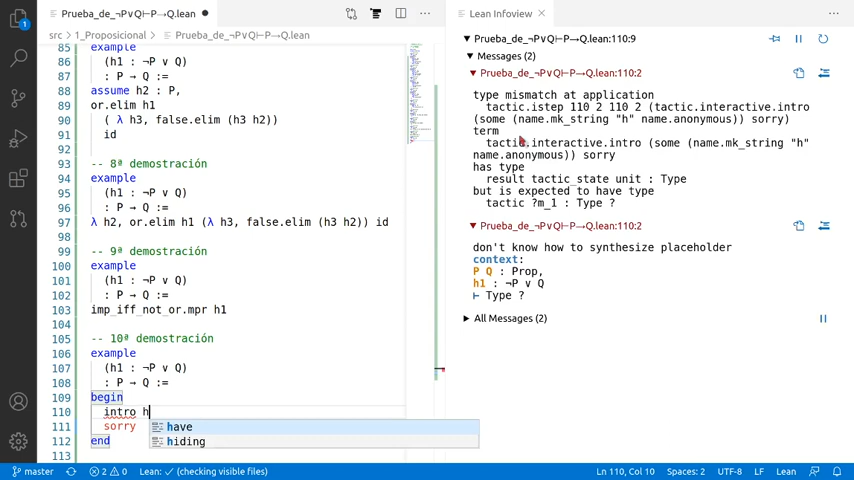 Prueba_de_¬P∨Q⊢P→Q.lean
src > 1_Proposicional > Prueba_de_¬P∨Q⊢P→Q.lean
85 example
86 (h1 : ¬P ∨ Q)
87 : P → Q :=
88 assume h2 : P,
89 or.elim h1
90 ( λ h3, false.elim (h3 h2))
91 id
92
93 -- 8ª demostración
94 example
95 (h1 : ¬P ∨ Q)
96 : P → Q :=
97 λ h2, or.elim h1 (λ h3, false.elim (h3 h2)) id
98
99 -- 9ª demostración
100 example
101 (h1 : ¬P ∨ Q)
102 : P → Q :=
103 imp_iff_not_or.mpr h1
104
105 -- 10ª demostración
106 example
107 (h1 : ¬P ∨ Q)
108 : P → Q :=
109 begin
110 intro h
111 sorry
have
hiding
112 end
113
Lean Infoview
Prueba_de_¬P∨Q⊢P→Q.lean:110:9
Messages (2)
Prueba_de_¬P∨Q⊢P→Q.lean:110:2
type mismatch at application
tactic.istep 110 2 110 2 (tactic.interactive.intro
(some (name.mk_string "h" name.anonymous)) sorry)
term
tactic.interactive.intro (some (name.mk_string "h"
name.anonymous)) sorry
has type
result tactic_state unit : Type
but is expected to have type
tactic ?m_1 : Type ?
Prueba_de_¬P∨Q⊢P→Q.lean:110:2
don't know how to synthesize placeholder
context:
P Q : Prop,
h1 : ¬P ∨ Q
⊢ Type ?
All Messages (2)
1
master
2
0
Lean: ✓ (checking visible files)
Ln 110, Col 10
Spaces: 2
UTF-8
LF
Lean